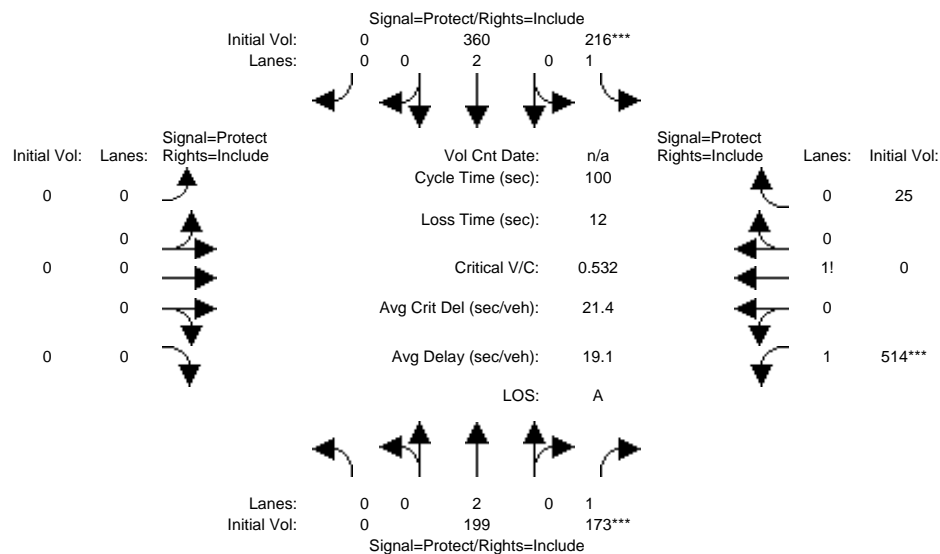 Signal=Protect/Rights=Include
Initial Vol: 0 360 216***
Lanes: 0 0 2 0 1
Signal=Protect Signal=Protect
Initial Vol: Lanes: Rights=Include Vol Cnt Date: n/a Rights=Include Lanes: Initial Vol:
Cycle Time (sec): 100
0 0 0 25
Loss Time (sec): 12
0 0
0 0 Critical V/C: 0.532 1! 0
0 Avg Crit Del (sec/veh): 21.4 0
0 0 Avg Delay (sec/veh): 19.1 1 514***
LOS: A
Lanes: 0 0 2 0 1
Initial Vol: 0 199 173***
Signal=Protect/Rights=Include